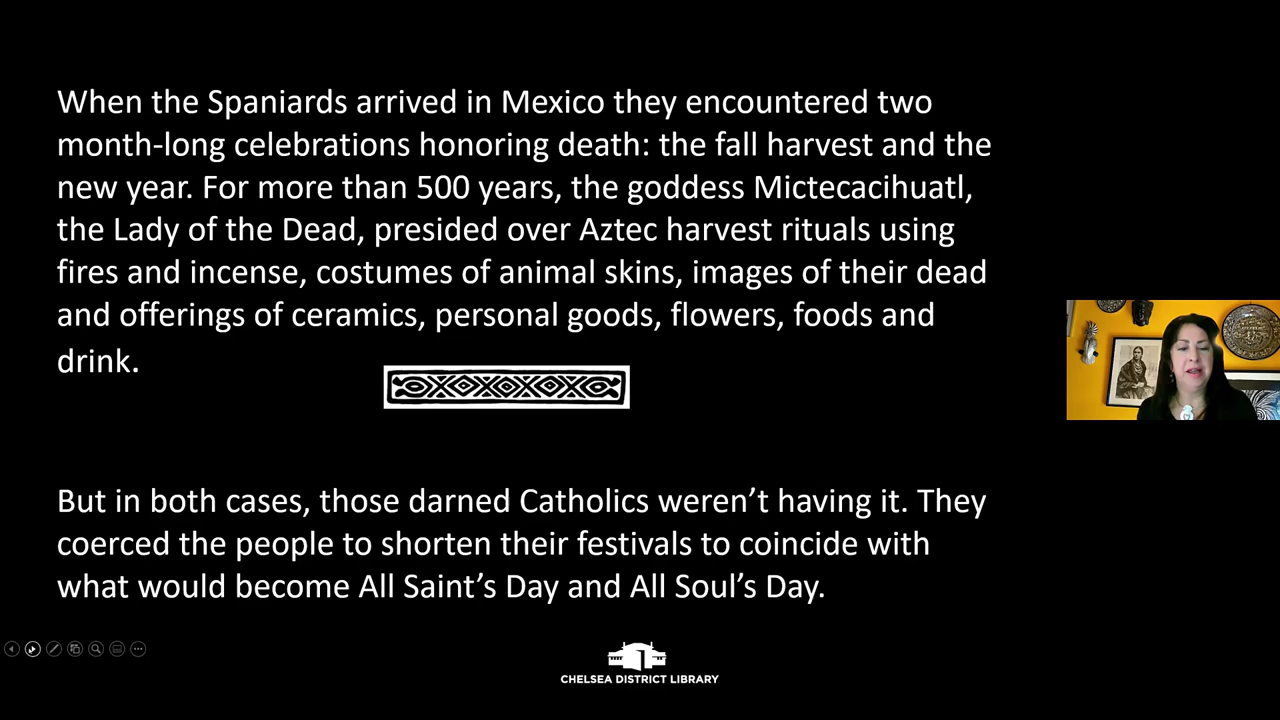 When the Spaniards arrived in Mexico they encountered two
month-long celebrations honoring death: the fall harvest and the
new year. For more than 500 years, the goddess Mictecacihuatl,
the Lady of the Dead, presided over Aztec harvest rituals using
fires and incense, costumes of animal skins, images of their dead
and offerings of ceramics, personal goods, flowers, foods and
drink.
But in both cases, those darned Catholics weren’t having it. They
coerced the people to shorten their festivals to coincide with
what would become All Saint’s Day and All Soul’s Day.
CHELSEA DISTRICT LIBRARY